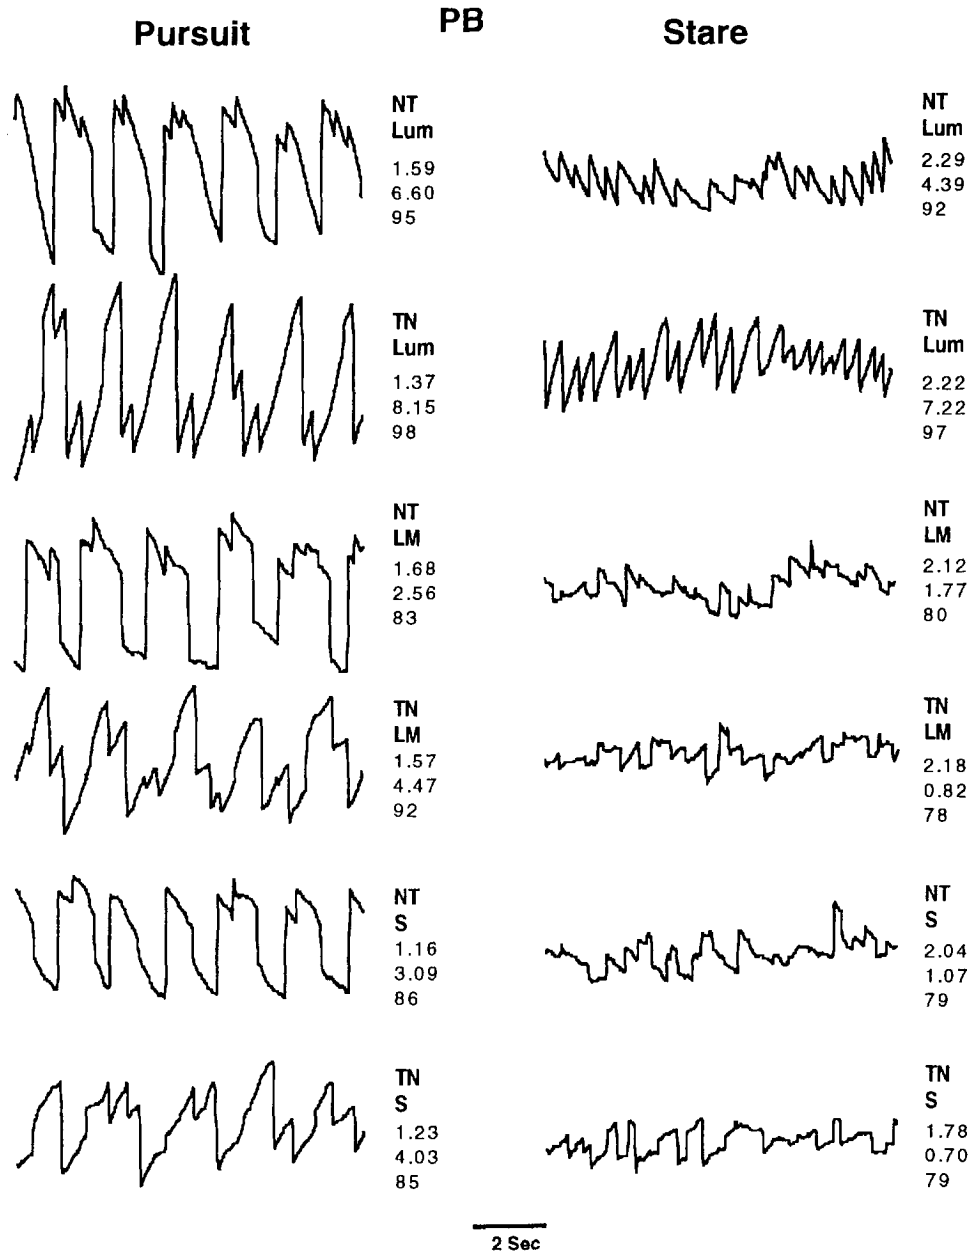 PB
Pursuit
Stare
NT
Lum
1.59
6.60
95
NT
Lum
2.29
4.39
92
TN
Lum
1.37
8.15
98
TN
Lum
2.22
7.22
97
NT
LM
1.68
2.56
83
NT
LM
2.12
1.77
80
TN
LM
1.57
4.47
92
TN
LM
2.18
0.82
78
NT
S
1.16
3.09
86
NT
S
2.04
1.07
79
TN
S
1.23
4.03
85
TN
S
1.78
0.70
79
2 Sec